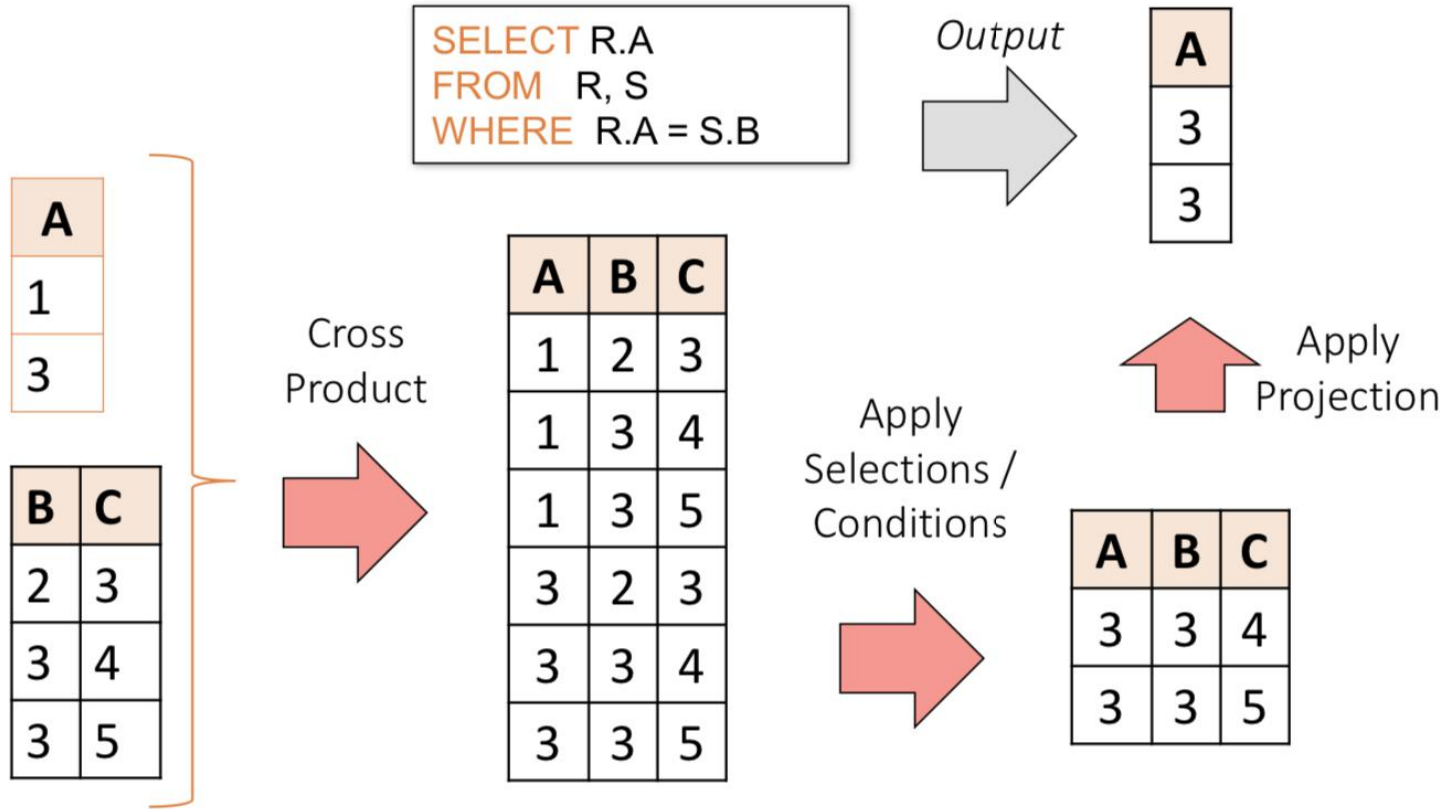 SELECT R.A
FROM R, S
WHERE R.A = S.B
Output
A
3
3
A
1
3
B C
2 3
3 4
3 5
Cross
Product
A B C
1 2 3
1 3 4
1 3 5
3 2 3
3 3 4
3 3 5
Apply
Selections /
Conditions
A B C
3 3 4
3 3 5
Apply
Projection